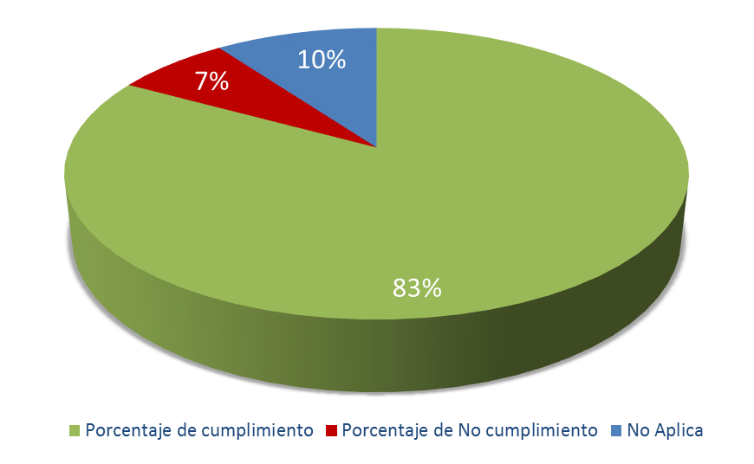 10%
7%
83%
Porcentaje de cumplimiento Porcentaje de No cumplimiento No Aplica